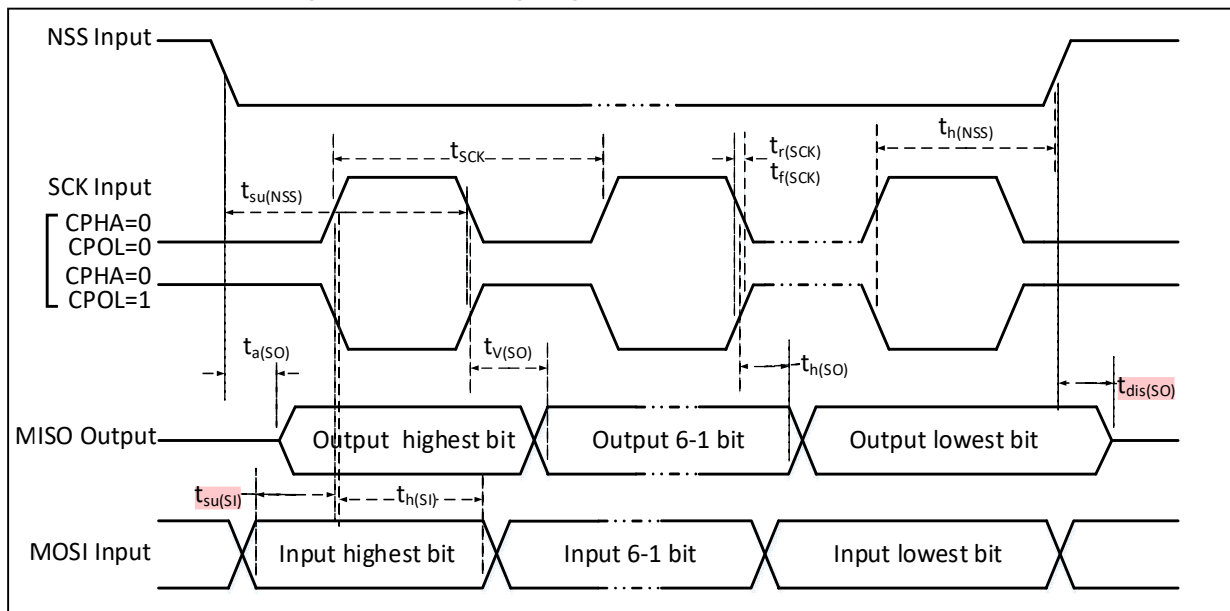 NSS Input
t_SCK
t_r(SCK)
t_f(SCK)
t_h(NSS)
SCK Input
t_su(NSS)
CPHA=0
CPOL=0
CPHA=0
CPOL=1
t_a(SO)
t_V(SO)
t_h(SO)
t_dis(SO)
MISO Output
Output highest bit
Output 6-1 bit
Output lowest bit
t_su(SI)
t_h(SI)
MOSI Input
Input highest bit
Input 6-1 bit
Input lowest bit